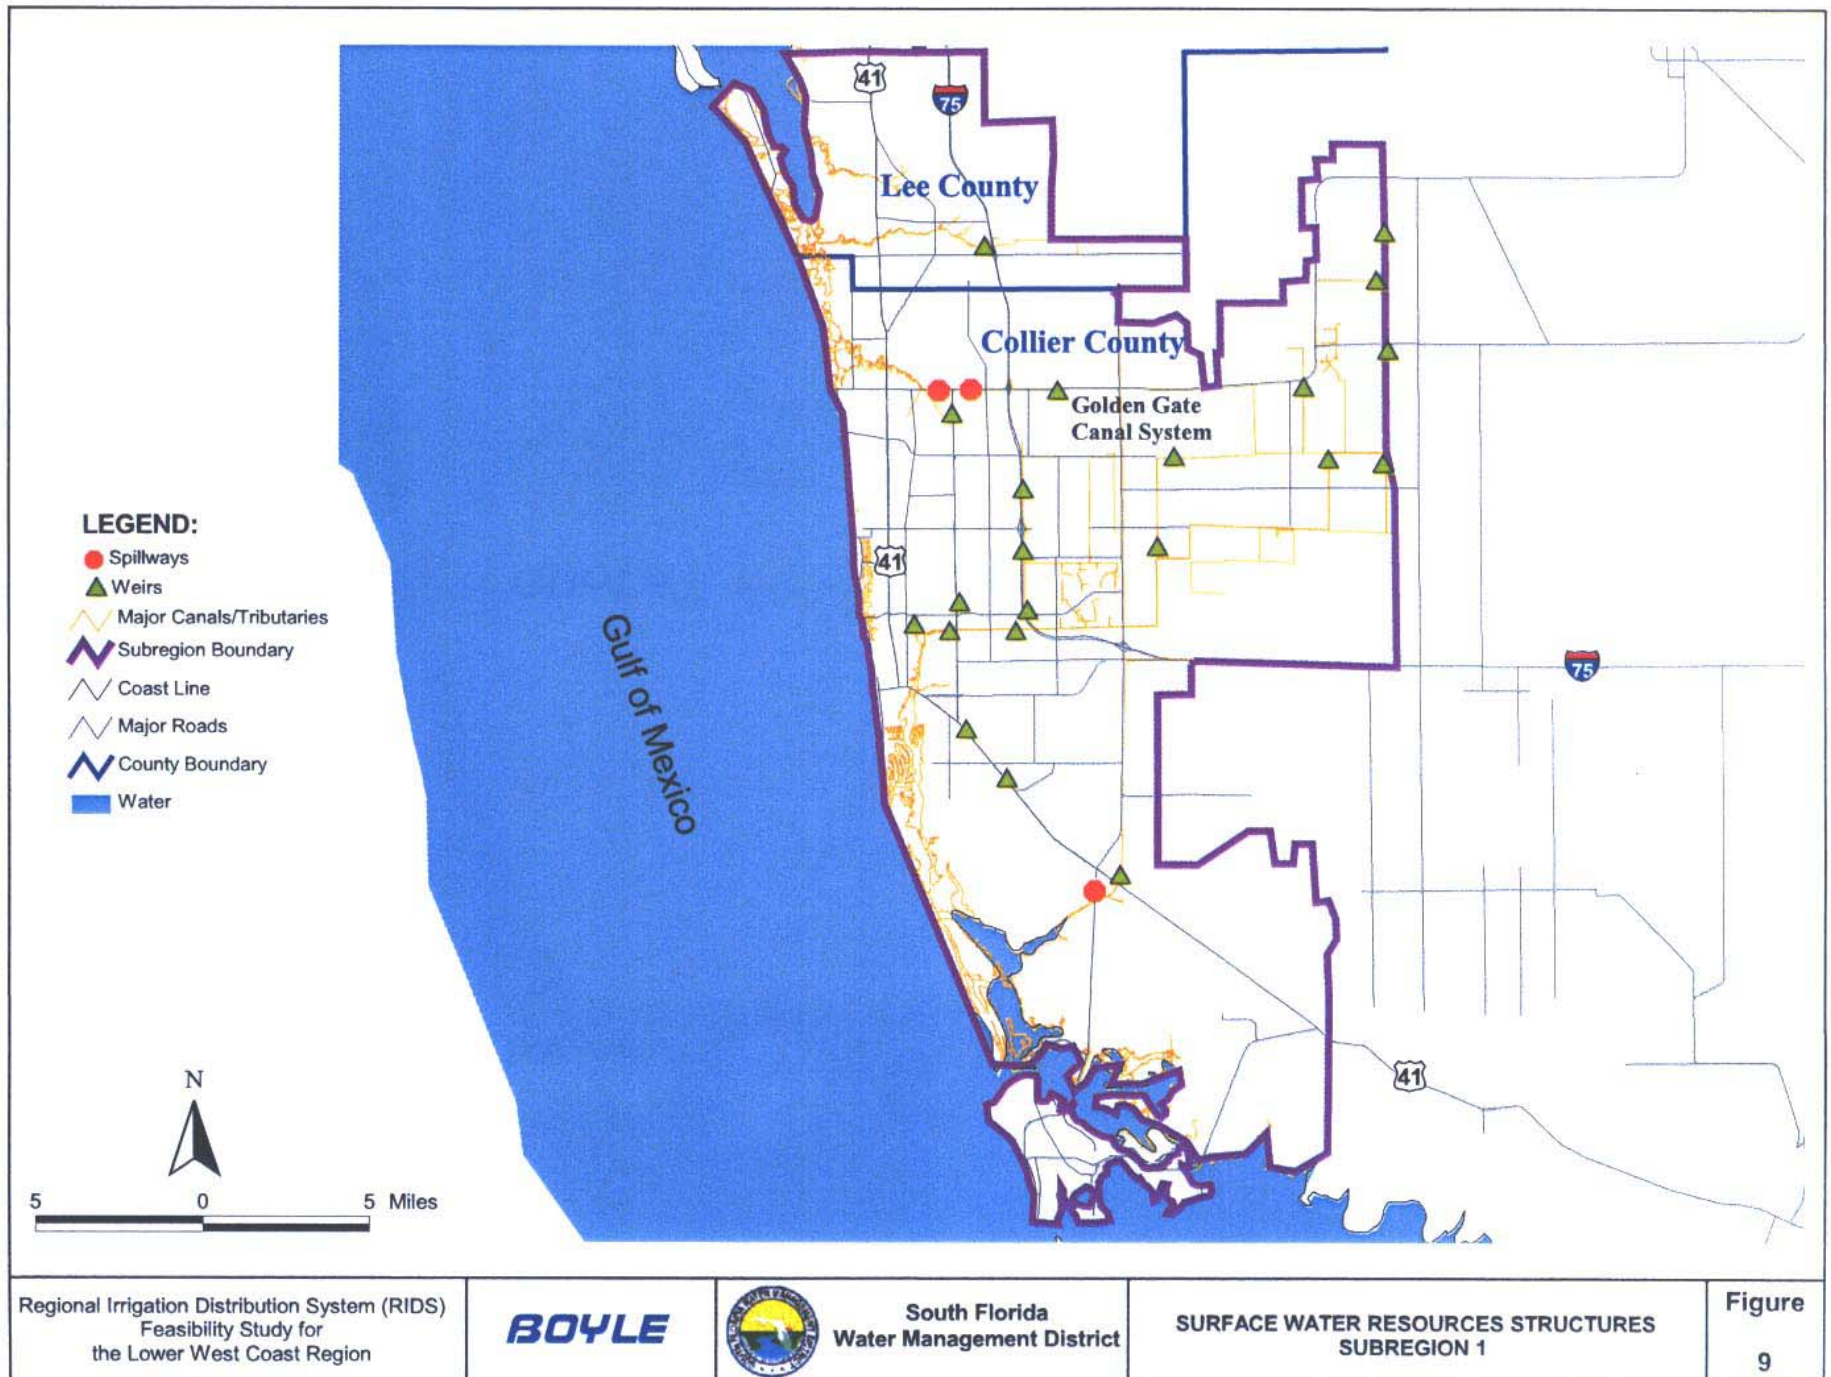 41
75
Lee County
Collier County
Golden Gate
Canal System
LEGEND:
Spillways
Weirs
Major Canals/Tributaries
Subregion Boundary
Coast Line
Major Roads
County Boundary
Water
41
Gulf of Mexico
75
41
N
5 0 5 Miles
Regional Irrigation Distribution System (RIDS)
Feasibility Study for
the Lower West Coast Region
BOYLE
South Florida
Water Management District
SURFACE WATER RESOURCES STRUCTURES
SUBREGION 1
Figure
9